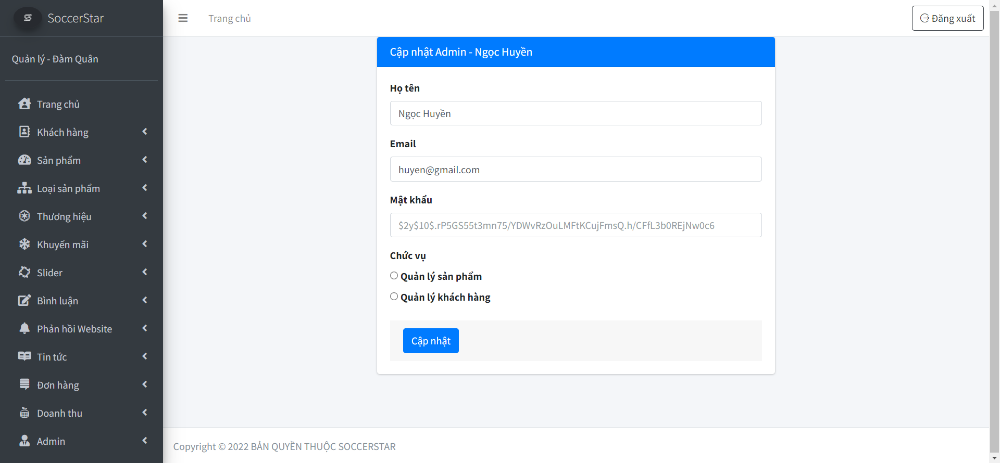 SoccerStar
Trang chủ
Đăng xuất
Quản lý - Đàm Quân
Trang chủ
Khách hàng
Sản phẩm
Loại sản phẩm
Thương hiệu
Khuyến mãi
Slider
Bình luận
Phản hồi Website
Tin tức
Đơn hàng
Doanh thu
Admin
Cập nhật Admin - Ngọc Huyền
Họ tên
Ngọc Huyền
Email
huyen@gmail.com
Mật khẩu
$2y$10$.rP5GS55t3mn75/YDWvRzOuLMFtKCujFmsQ.h/CFfL3b0REjNw0c6
Chức vụ
Quản lý sản phẩm
Quản lý khách hàng
Cập nhật
Copyright © 2022 BẢN QUYỀN THUỘC SOCCERSTAR